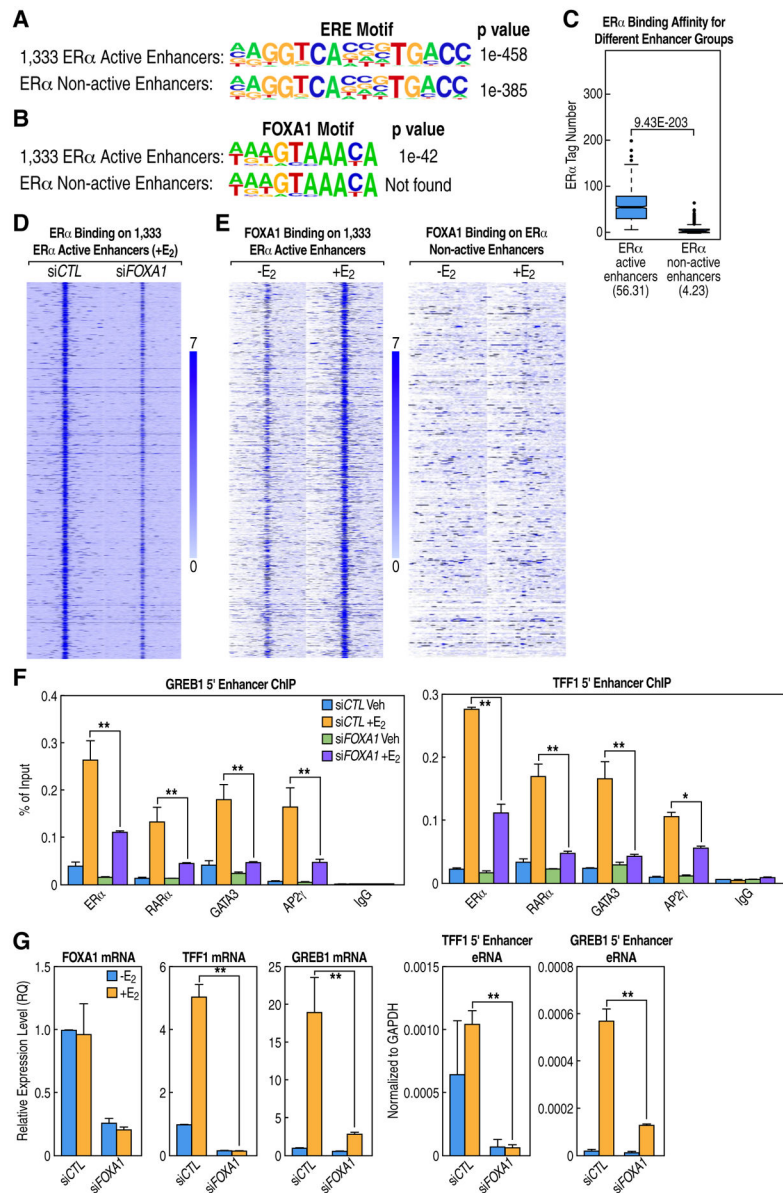 A
ERE Motif
p value
1,333 ERα Active Enhancers:
1e-458
ERα Non-active Enhancers:
1e-385
B
FOXA1 Motif
p value
1,333 ERα Active Enhancers:
1e-42
ERα Non-active Enhancers:
Not found
C
ERα Binding Affinity for
Different Enhancer Groups
9.43E-203
ERα Tag Number
300
200
100
0
ERα
active
enhancers
(56.31)
ERα
non-active
enhancers
(4.23)
D
ERα Binding on 1,333
ERα Active Enhancers (+E2)
siCTL
siFOXA1
7
0
E
FOXA1 Binding on 1,333
ERα Active Enhancers
-E2
+E2
7
0
FOXA1 Binding on ERα
Non-active Enhancers
-E2
+E2
F
GREB1 5' Enhancer ChIP
% of Input
0.4
0.3
0.2
0.1
0
** ** ** **
siCTL Veh
siCTL +E2
siFOXA1 Veh
siFOXA1 +E2
ERα RARα GATA3 AP2γ IgG
TFF1 5' Enhancer ChIP
0.3
0.2
0.1
0
** ** ** *
ERα RARα GATA3 AP2γ IgG
G
FOXA1 mRNA
Relative Expression Level (RQ)
1.5
1.0
0.5
0
-E2
+E2
siCTL siFOXA1
TFF1 mRNA
6
4
2
0
**
siCTL siFOXA1
GREB1 mRNA
25
20
15
10
5
0
**
siCTL siFOXA1
TFF1 5' Enhancer
eRNA
Normalized to GAPDH
0.0015
0.0010
0.0005
0
**
siCTL siFOXA1
GREB1 5' Enhancer
eRNA
0.0008
0.0006
0.0004
0.0002
0
**
siCTL siFOXA1